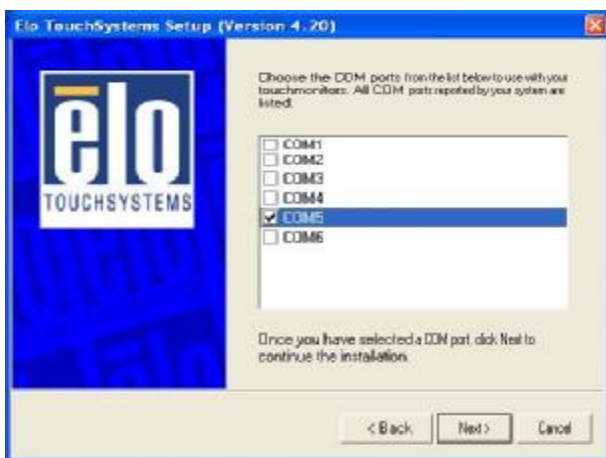 Elo TouchSystems Setup (Version 4.20)
elo
TOUCHSYSTEMS
Choose the COM ports from the list below to use with your
touchmonitors. All COM ports reported by your system are
listed.
COM1
COM2
COM3
COM4
COM5
COM6
Once you have selected a COM port, click Next to
continue the installation.
< Back
Next >
Cancel